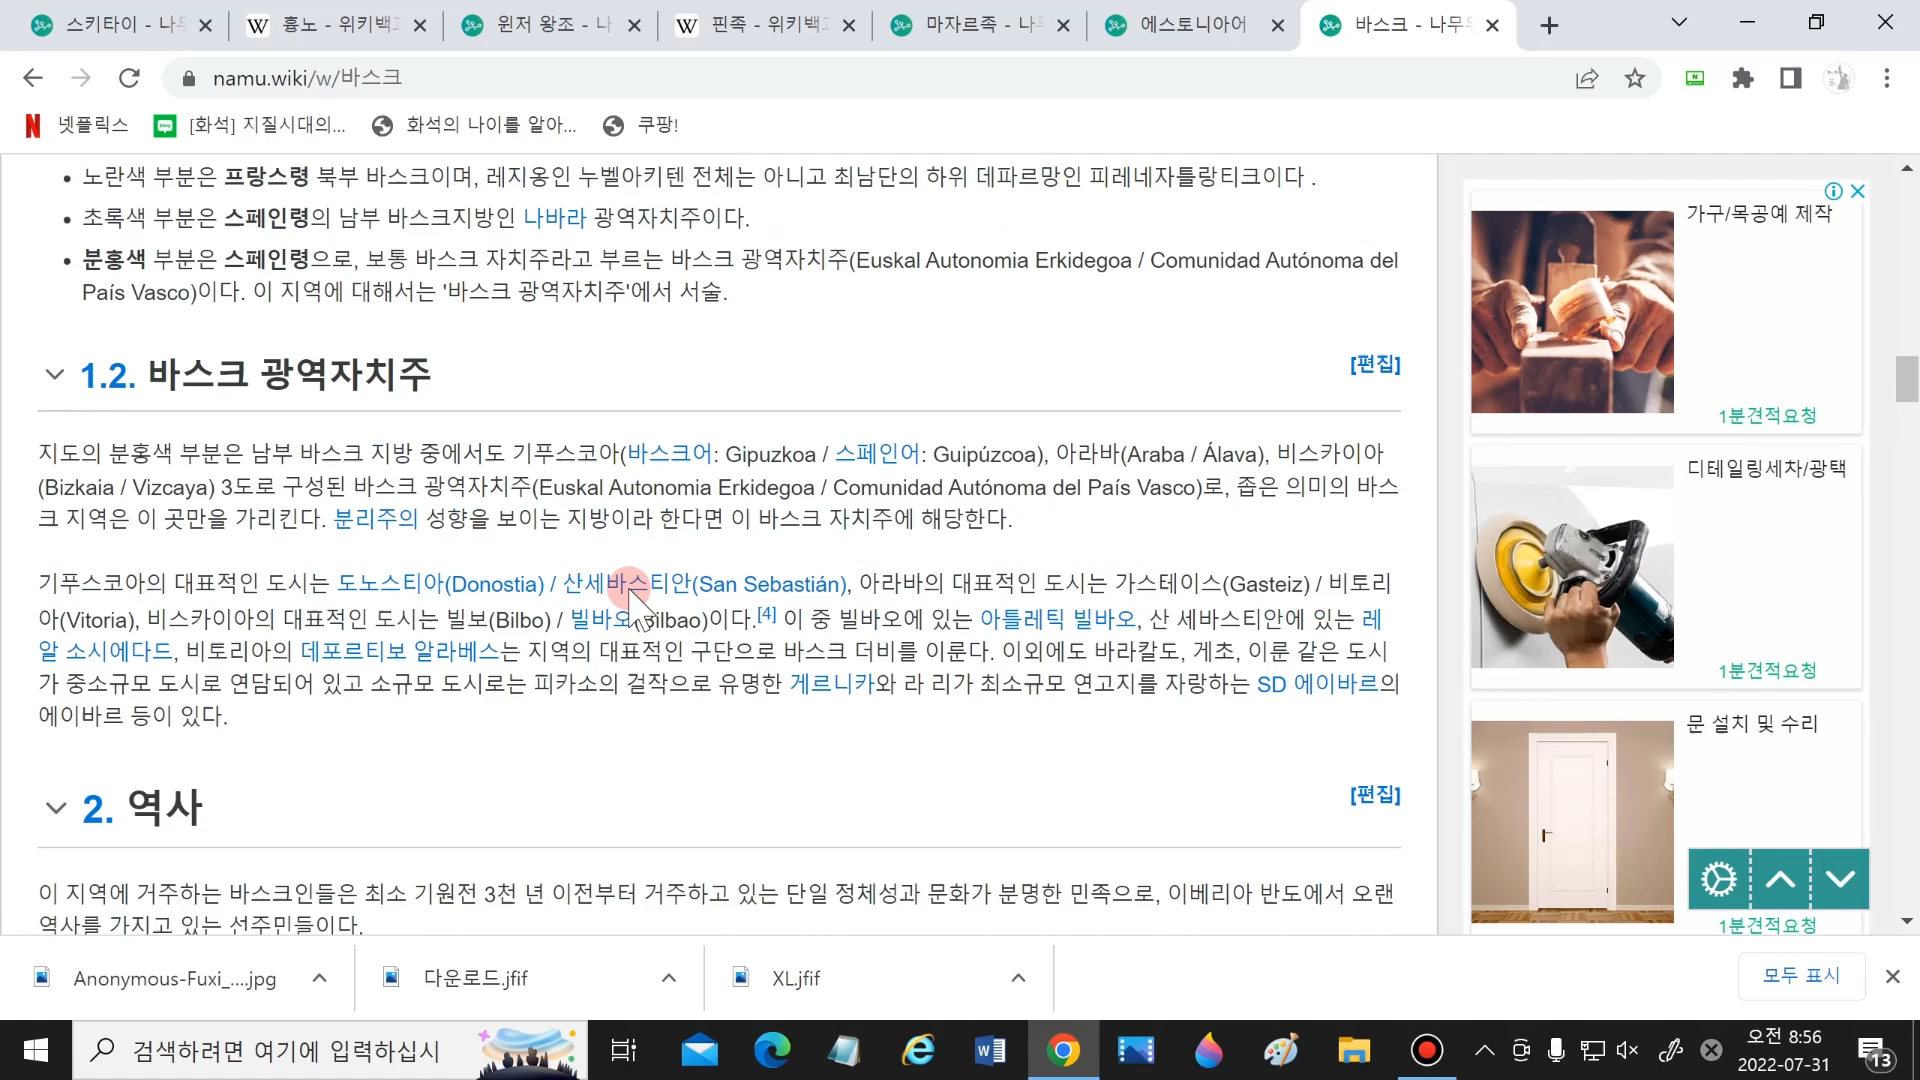 스키타이 - 나무
흉노 - 위키백과
윈저 왕조 - 나
핀족 - 위키백과
마자르족 - 나무
에스토니아어
바스크 - 나무우
namu.wiki/w/바스크
넷플릭스
[화석] 지질시대의...
화석의 나이를 알아...
쿠팡!
노란색 부분은 프랑스령 북부 바스크이며, 레지옹인 누벨아키텐 전체는 아니고 최남단의 하위 데파르망인 피레네자틀랑티크이다 .
초록색 부분은 스페인령의 남부 바스크지방인 나바라 광역자치주이다.
분홍색 부분은 스페인령으로, 보통 바스크 자치주라고 부르는 바스크 광역자치주(Euskal Autonomia Erkidegoa / Comunidad Autónoma del
País Vasco)이다. 이 지역에 대해서는 '바스크 광역자치주'에서 서술.
1.2. 바스크 광역자치주
[편집]
지도의 분홍색 부분은 남부 바스크 지방 중에서도 기푸스코아(바스크어: Gipuzkoa / 스페인어: Guipúzcoa), 아라바(Araba / Álava), 비스카이아
(Bizkaia / Vizcaya) 3도로 구성된 바스크 광역자치주(Euskal Autonomia Erkidegoa / Comunidad Autónoma del País Vasco)로, 좁은 의미의 바스
크 지역은 이 곳만을 가리킨다. 분리주의 성향을 보이는 지방이라 한다면 이 바스크 자치주에 해당한다.
기푸스코아의 대표적인 도시는 도노스티아(Donostia) / 산세바스티안(San Sebastián), 아라바의 대표적인 도시는 가스테이스(Gasteiz) / 비토리
아(Vitoria), 비스카이아의 대표적인 도시는 빌보(Bilbo) / 빌바오(Bilbao)이다.[4] 이 중 빌바오에 있는 아틀레틱 빌바오, 산 세바스티안에 있는 레
알 소시에다드, 비토리아의 데포르티보 알라베스는 지역의 대표적인 구단으로 바스크 더비를 이룬다. 이외에도 바라칼도, 게초, 이룬 같은 도시
가 중소규모 도시로 연담되어 있고 소규모 도시로는 피카소의 걸작으로 유명한 게르니카와 라 리가 최소규모 연고지를 자랑하는 SD 에이바르의
에이바르 등이 있다.
2. 역사
[편집]
이 지역에 거주하는 바스크인들은 최소 기원전 3천 년 이전부터 거주하고 있는 단일 정체성과 문화가 분명한 민족으로, 이베리아 반도에서 오랜
역사를 가지고 있는 선주민들이다.
가구/목공예 제작
1분견적요청
디테일링세차/광택
1분견적요청
문 설치 및 수리
1분견적요청
Anonymous-Fuxi_....jpg
다운로드.jfif
XL.jfif
모두 표시
검색하려면 여기에 입력하십시
오전 8:56
2022-07-31
13